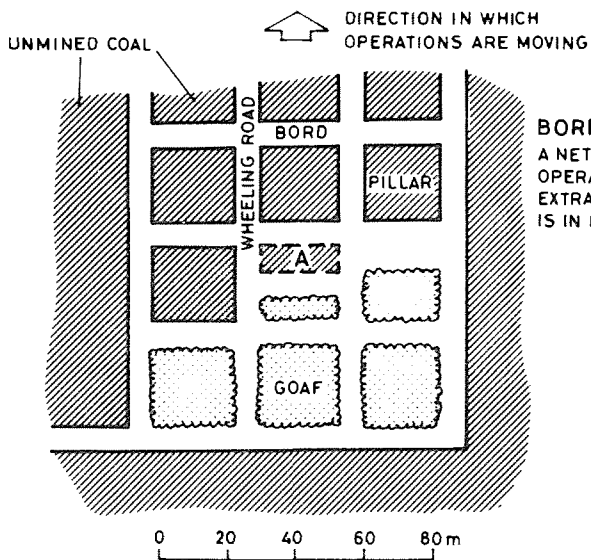 DIRECTION IN WHICH
OPERATIONS ARE MOVING
UNMINED COAL
WHEELING ROAD
BORD
PILLAR
A
GOAF
BORD
A NET
OPERA
EXTRA
IS IN
0 20 40 60 80 m